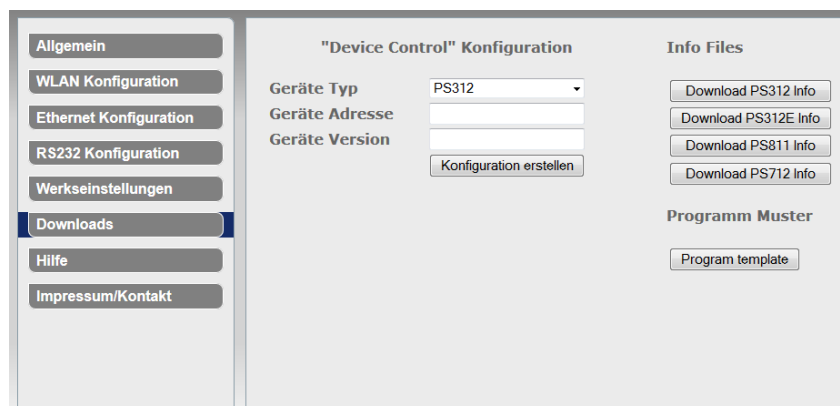 Allgemein
WLAN Konfiguration
Ethernet Konfiguration
RS232 Konfiguration
Werkseinstellungen
Downloads
Hilfe
Impressum/Kontakt
"Device Control" Konfiguration
Geräte Typ
PS312
Geräte Adresse
Geräte Version
Konfiguration erstellen
Info Files
Download PS312 Info
Download PS312E Info
Download PS811 Info
Download PS712 Info
Programm Muster
Program template